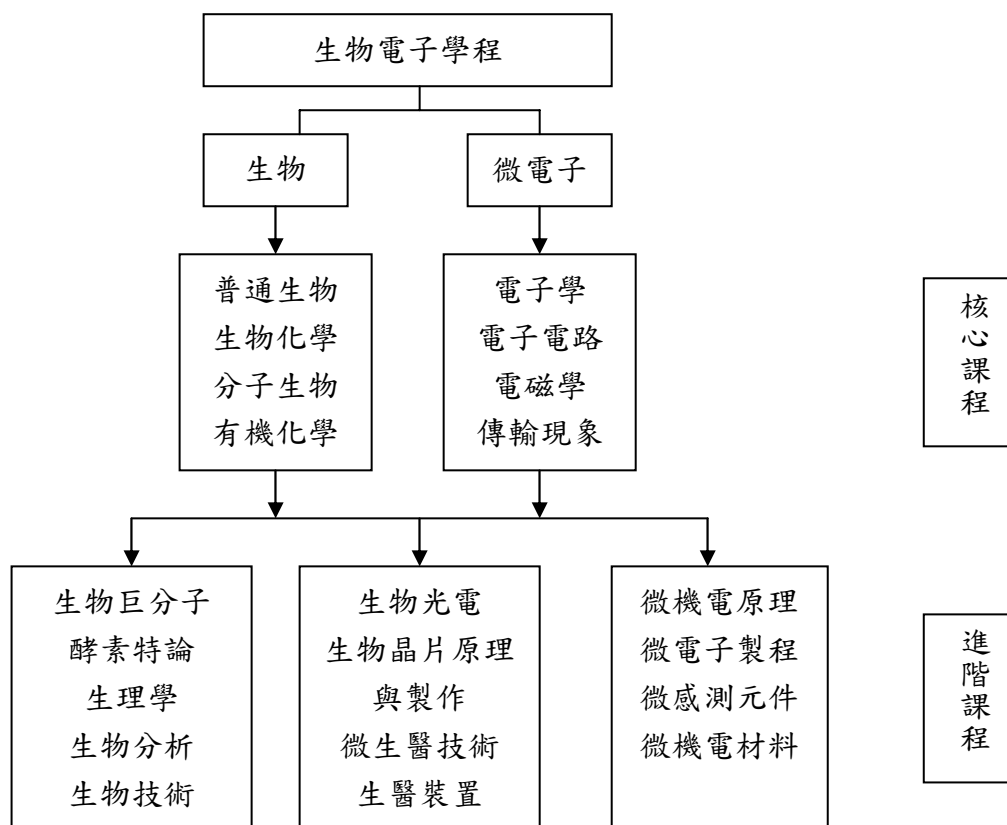 生物電子學程
生物
微電子
普通生物
生物化學
分子生物
有機化學
電子學
電子電路
電磁學
傳輸現象
核
心
課
程
生物巨分子
酵素特論
生理學
生物分析
生物技術
生物光電
生物晶片原理
與製作
微生醫技術
生醫裝置
微機電原理
微電子製程
微感測元件
微機電材料
進
階
課
程